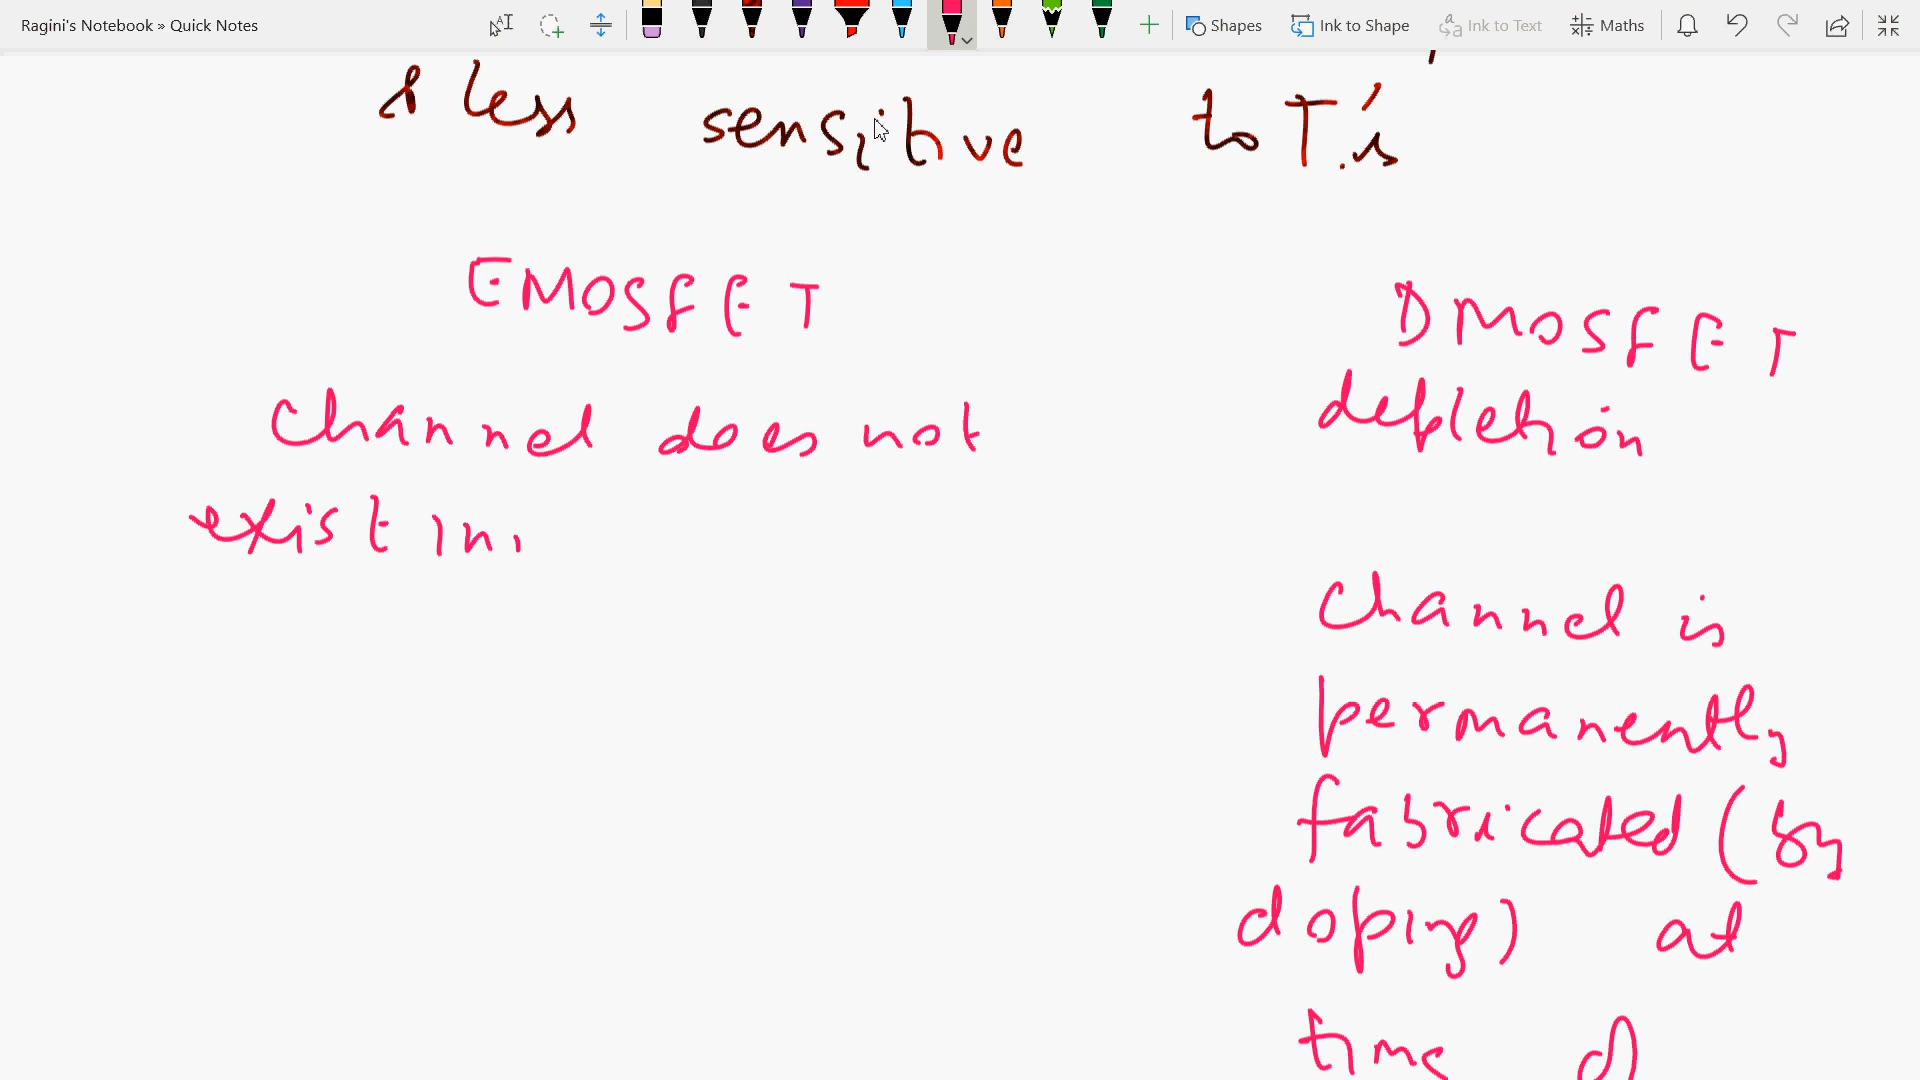 Ragini's Notebook » Quick Notes
Shapes Ink to Shape Ink to Text Maths
& less sensitive to T.'s
EMOSFET
DMOSFET
depletion
channel does not
exist in
channel is
permanently
fabricated (by
doping) at
time of